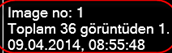 Image no: 1
Toplam 36 görüntüden 1.
09.04.2014, 08:55:48